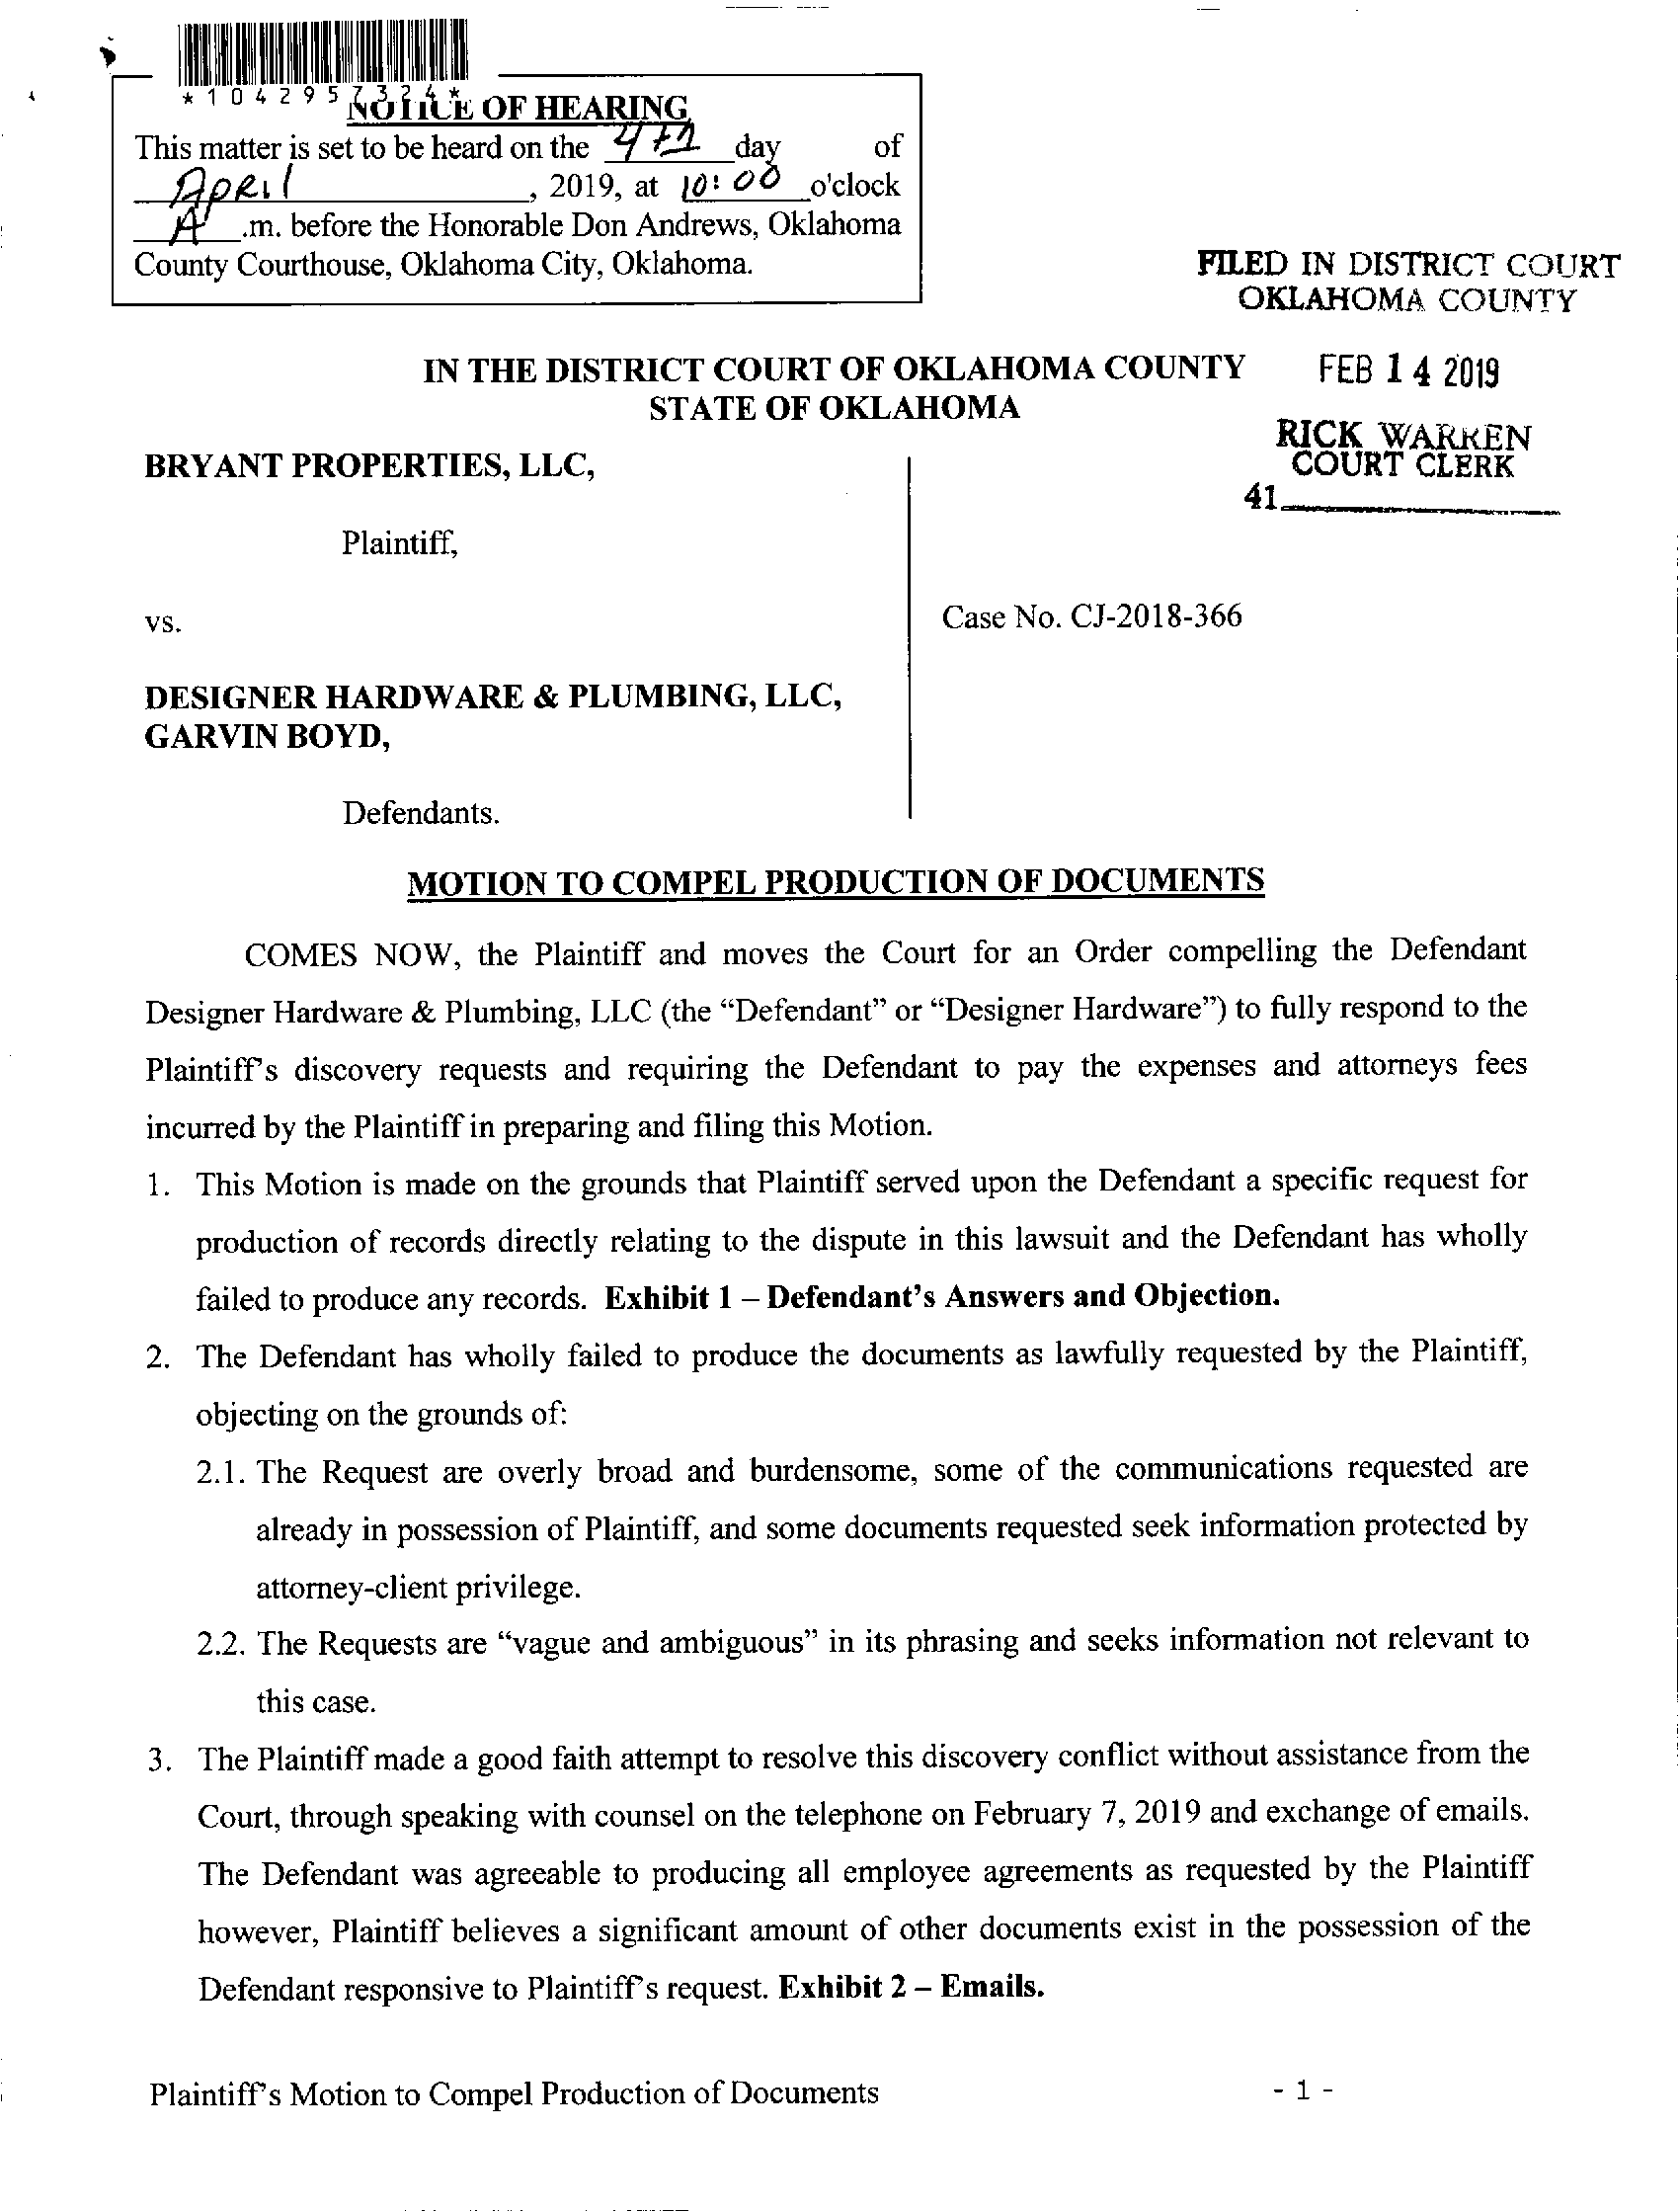 *1042957324*
NOTICE OF HEARING
This matter is set to be heard on the 4th day of
April, 2019, at 10:00 o'clock
A .m. before the Honorable Don Andrews, Oklahoma
County Courthouse, Oklahoma City, Oklahoma.
FILED IN DISTRICT COURT
OKLAHOMA COUNTY
FEB 14 2019
RICK WARREN
COURT CLERK
41
IN THE DISTRICT COURT OF OKLAHOMA COUNTY
STATE OF OKLAHOMA
BRYANT PROPERTIES, LLC,
Plaintiff,
vs.
Case No. CJ-2018-366
DESIGNER HARDWARE & PLUMBING, LLC,
GARVIN BOYD,
Defendants.
MOTION TO COMPEL PRODUCTION OF DOCUMENTS
COMES NOW, the Plaintiff and moves the Court for an Order compelling the Defendant
Designer Hardware & Plumbing, LLC (the “Defendant” or “Designer Hardware”) to fully respond to the
Plaintiff's discovery requests and requiring the Defendant to pay the expenses and attorneys fees
incurred by the Plaintiff in preparing and filing this Motion.
1. This Motion is made on the grounds that Plaintiff served upon the Defendant a specific request for
production of records directly relating to the dispute in this lawsuit and the Defendant has wholly
failed to produce any records. Exhibit 1 – Defendant’s Answers and Objection.
2. The Defendant has wholly failed to produce the documents as lawfully requested by the Plaintiff,
objecting on the grounds of:
2.1. The Request are overly broad and burdensome, some of the communications requested are
already in possession of Plaintiff, and some documents requested seek information protected by
attorney-client privilege.
2.2. The Requests are “vague and ambiguous” in its phrasing and seeks information not relevant to
this case.
3. The Plaintiff made a good faith attempt to resolve this discovery conflict without assistance from the
Court, through speaking with counsel on the telephone on February 7, 2019 and exchange of emails.
The Defendant was agreeable to producing all employee agreements as requested by the Plaintiff
however, Plaintiff believes a significant amount of other documents exist in the possession of the
Defendant responsive to Plaintiff's request. Exhibit 2 – Emails.
Plaintiff's Motion to Compel Production of Documents - 1 -